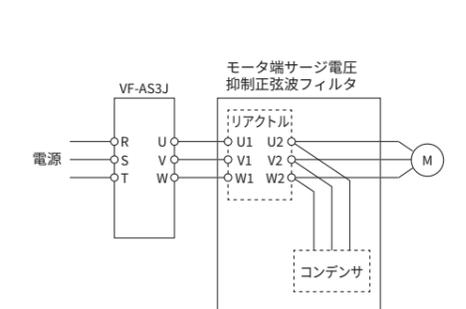 モータ端サージ電圧
抑制正弦波フィルタ
VF-AS3J
リアクトル
R U U1 U2
電源 S V V1 V2 M
T W W1 W2
コンデンサ